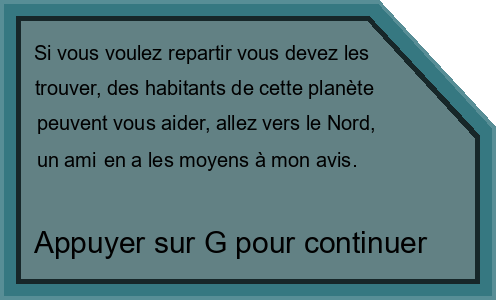 Si vous voulez repartir vous devez les
trouver, des habitants de cette planète
peuvent vous aider, allez vers le Nord,
un ami en a les moyens à mon avis.
Appuyer sur G pour continuer